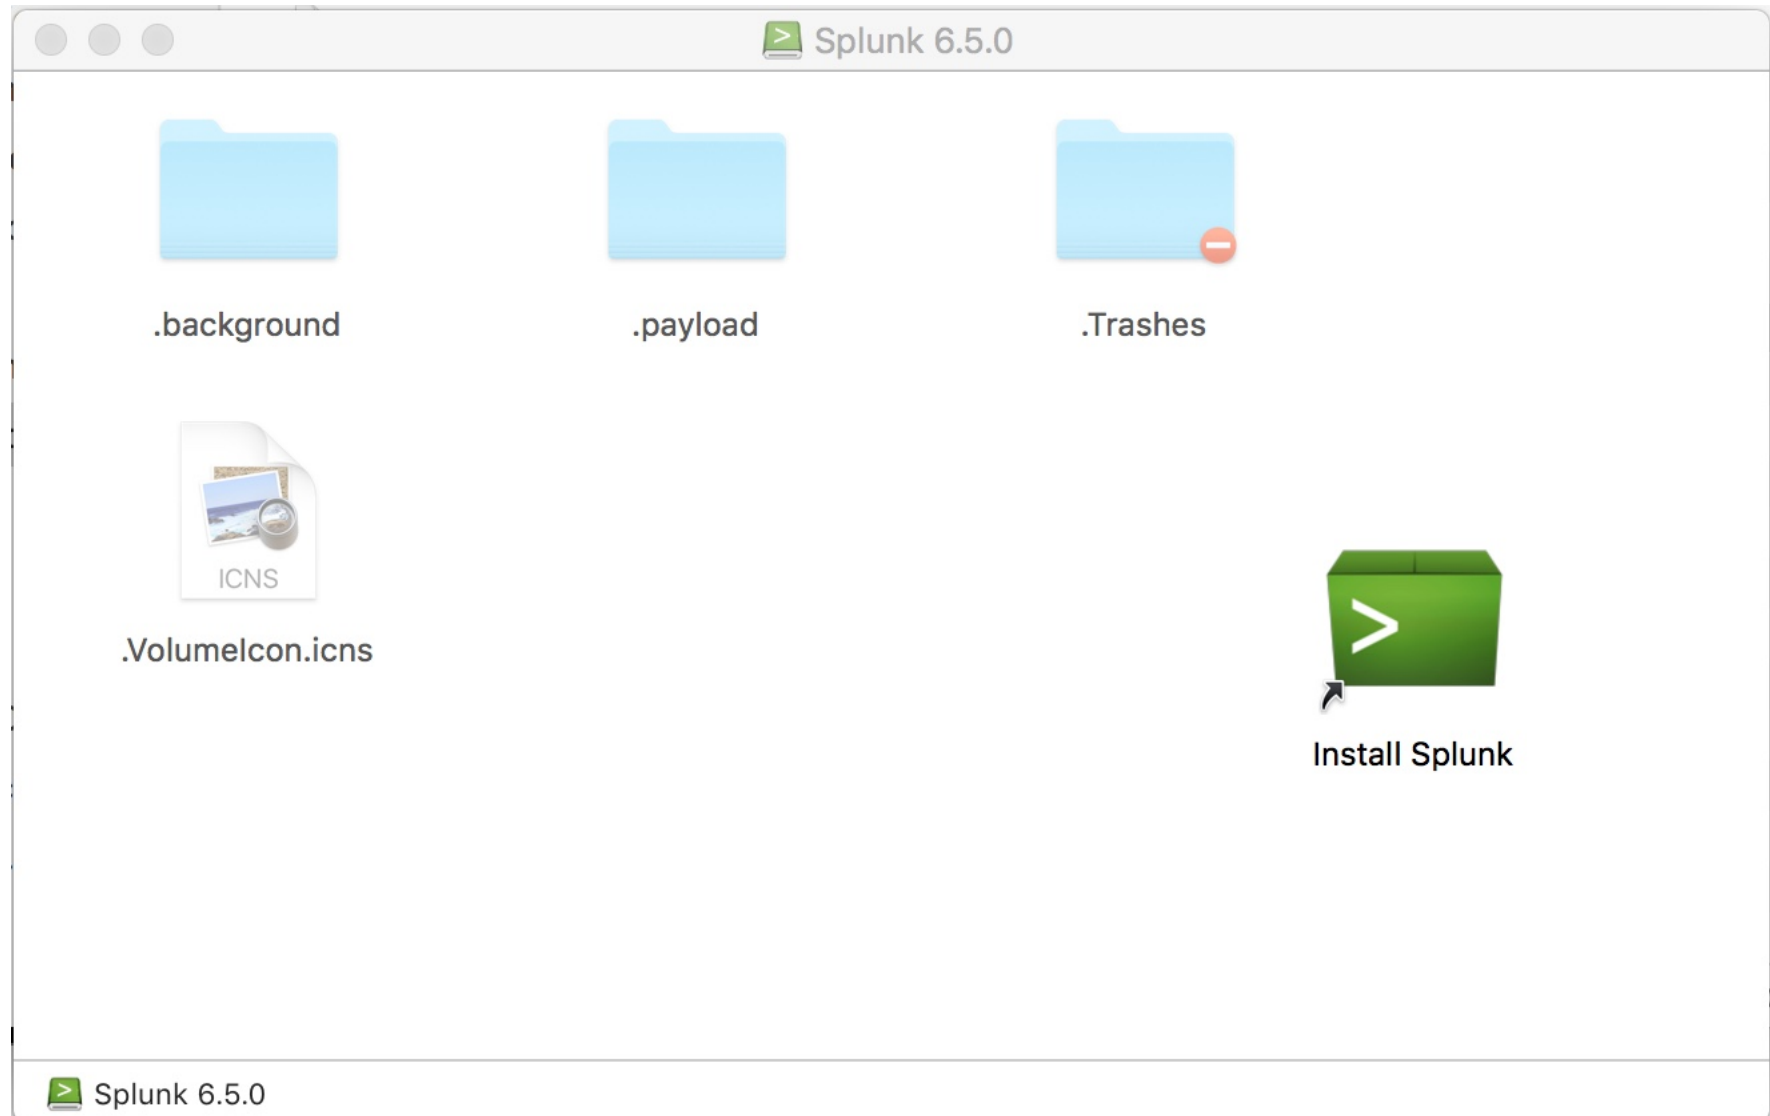 Splunk 6.5.0
.background
.payload
.Trashes
ICNS
.VolumeIcon.icns
>
Install Splunk
Splunk 6.5.0